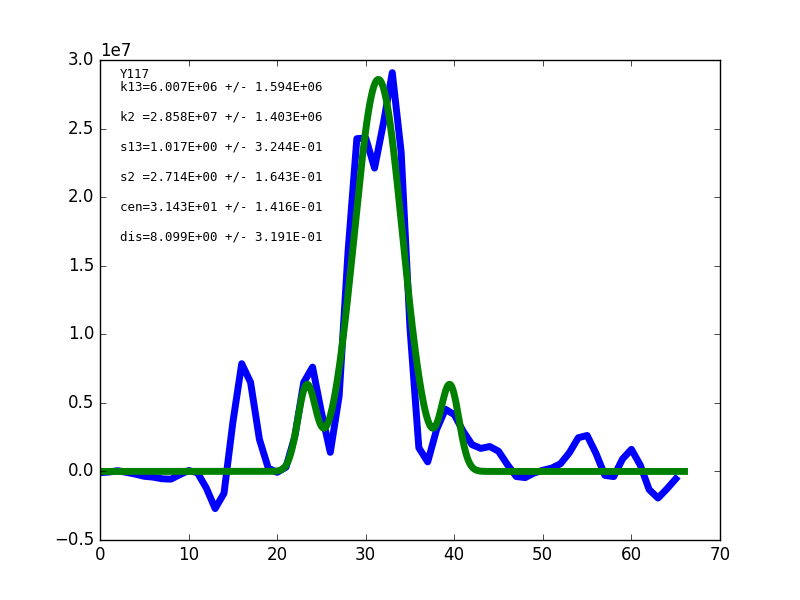 1e7
Y117
k13=6.007E+06 +/- 1.594E+06
k2 =2.858E+07 +/- 1.403E+06
s13=1.017E+00 +/- 3.244E-01
s2 =2.714E+00 +/- 1.643E-01
cen=3.143E+01 +/- 1.416E-01
dis=8.099E+00 +/- 3.191E-01
3.0
2.5
2.0
1.5
1.0
0.5
0.0
−0.5
0 10 20 30 40 50 60 70